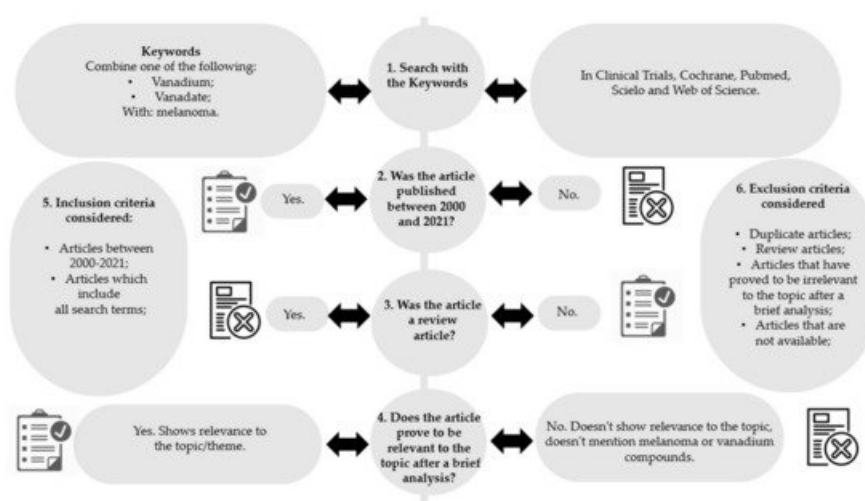 Keywords
Combine one of the following:
• Vanadium;
• Vanadate;
With: melanoma.
1. Search with
the Keywords
In Clinical Trials, Cochrane, Pubmed,
Scielo and Web of Science.
2. Was the article
published
between 2000
and 2021?
Yes.
No.
5. Inclusion criteria
considered:
• Articles between
2000-2021;
• Articles which
include
all search terms;
6. Exclusion criteria
considered
• Duplicate articles;
• Review articles;
• Articles that have
proved to be irrelevant
to the topic after a
brief analysis;
• Articles that are
not available;
3. Was the article
a review
article?
Yes.
No.
4. Does the article
prove to be
relevant to the
topic after a brief
analysis?
Yes. Shows relevance to
the topic/theme.
No. Doesn't show relevance to the topic,
doesn't mention melanoma or vanadium
compounds.